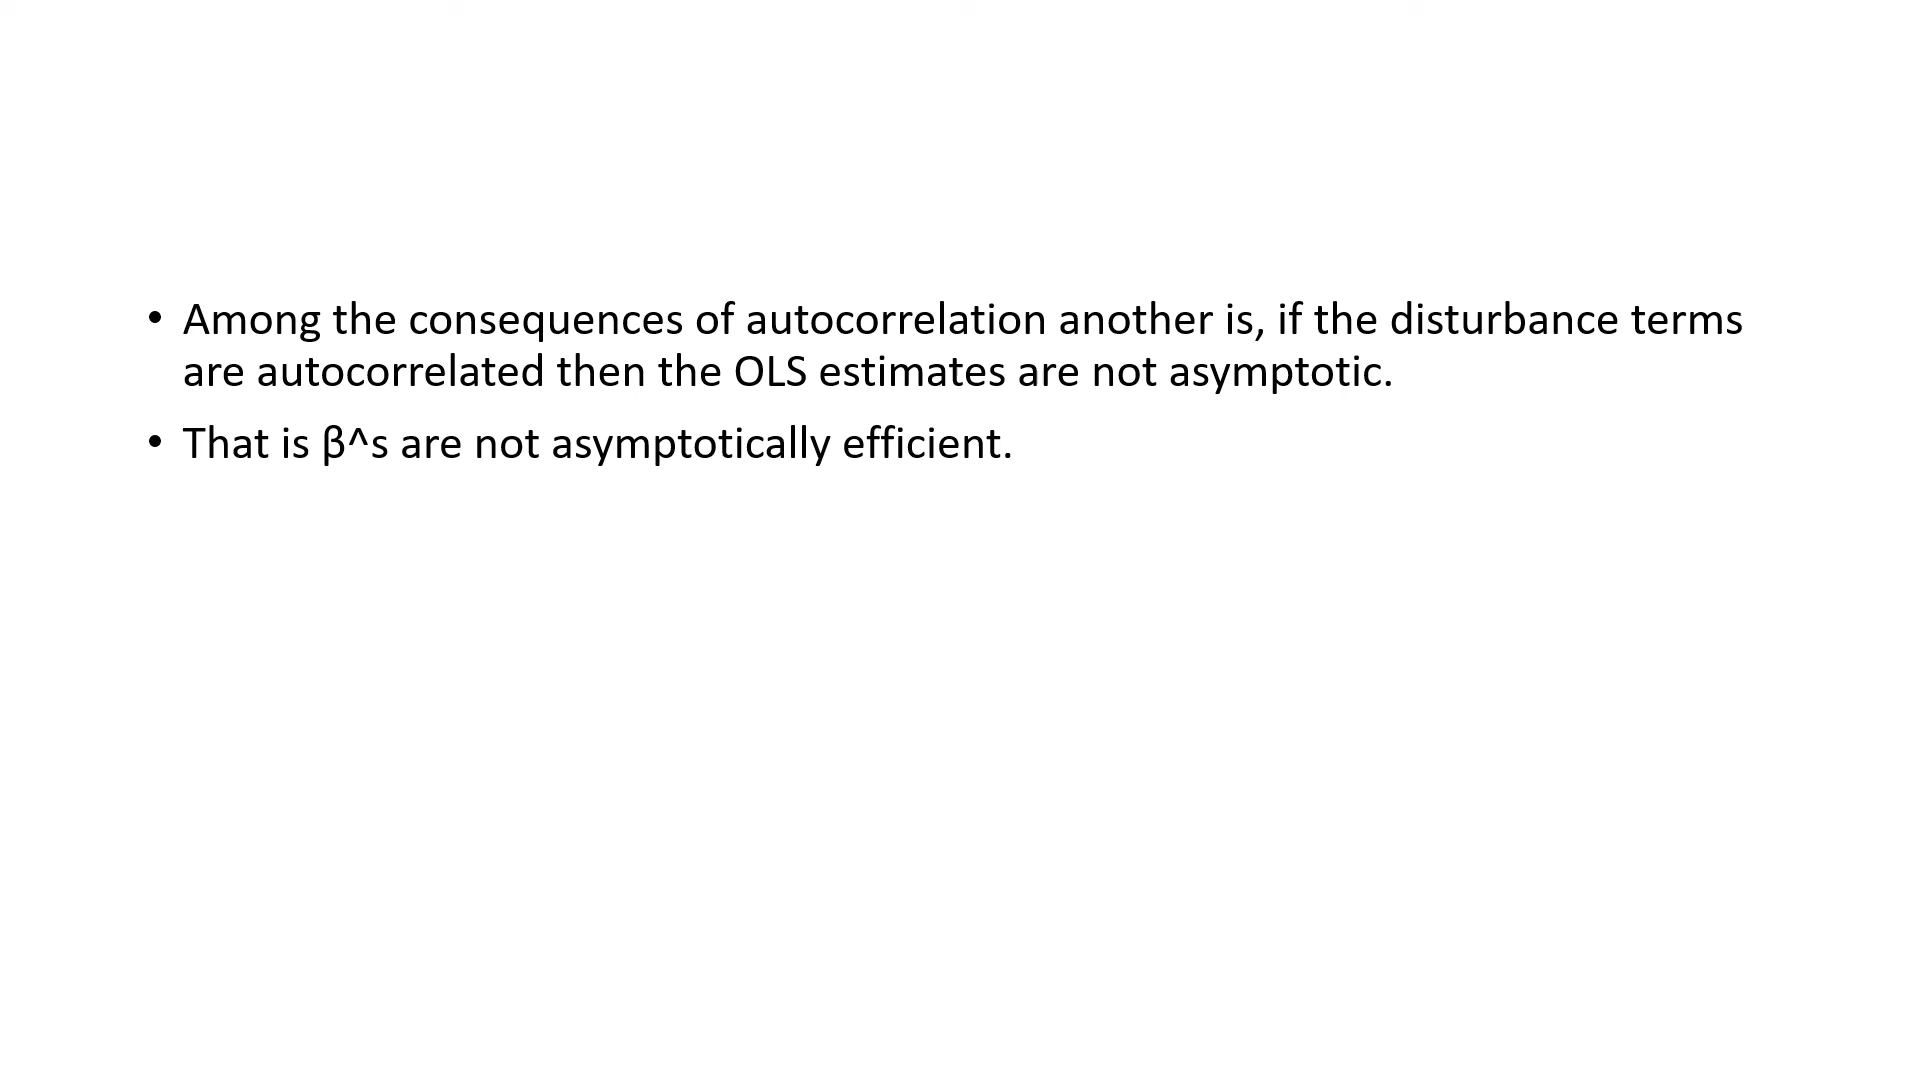 • Among the consequences of autocorrelation another is, if the disturbance terms
are autocorrelated then the OLS estimates are not asymptotic.
• That is β^s are not asymptotically efficient.